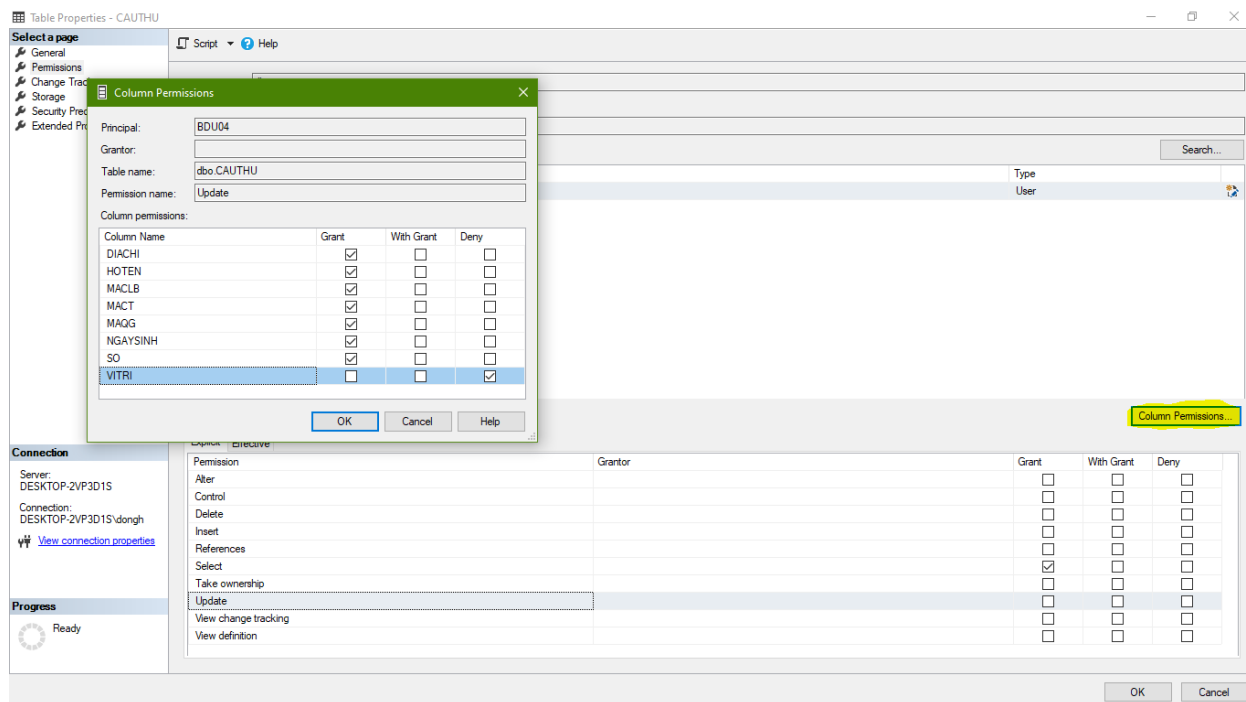 Table Properties - CAUTHU
Select a page
General
Permissions
Change Trac
Storage
Security Pred
Extended Pro
Script
Help
Search...
Type
User
Column Permissions
Principal:
BDU04
Grantor:
Table name:
dbo.CAUTHU
Permission name:
Update
Column permissions:
Column Name Grant With Grant Deny
DIACHI
HOTEN
MACLB
MACT
MAQG
NGAYSINH
SO
VITRI
OK Cancel Help
Column Permissions...
Explicit Effective
Permission Grantor Grant With Grant Deny
Alter
Control
Delete
Insert
References
Select
Take ownership
Update
View change tracking
View definition
Connection
Server:
DESKTOP-2VP3D1S
Connection:
DESKTOP-2VP3D1S\dongh
View connection properties
Progress
Ready
OK Cancel